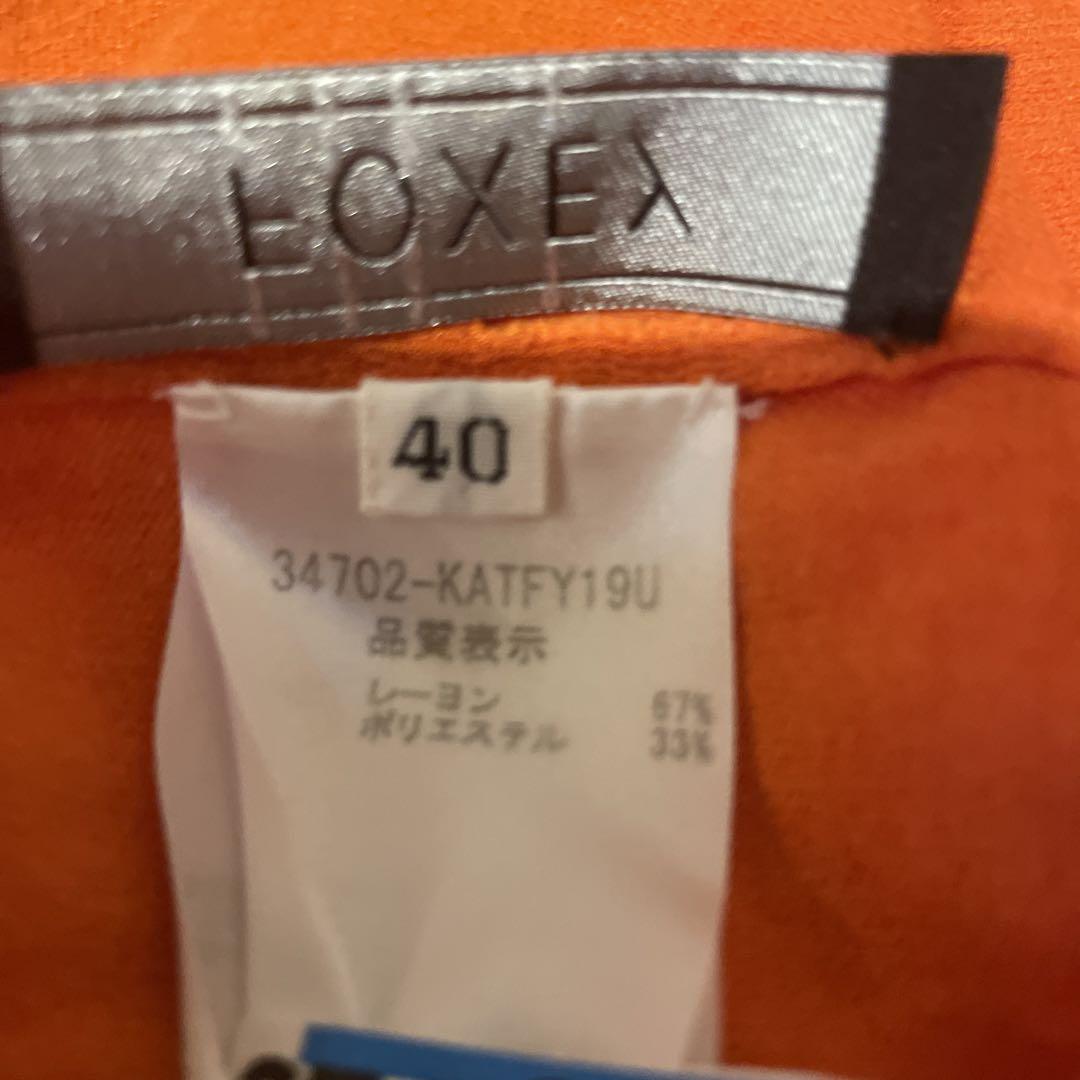 FOXEY
40
34702-KATFY19U
品質表示
レーヨン 67%
ポリエステル 33%